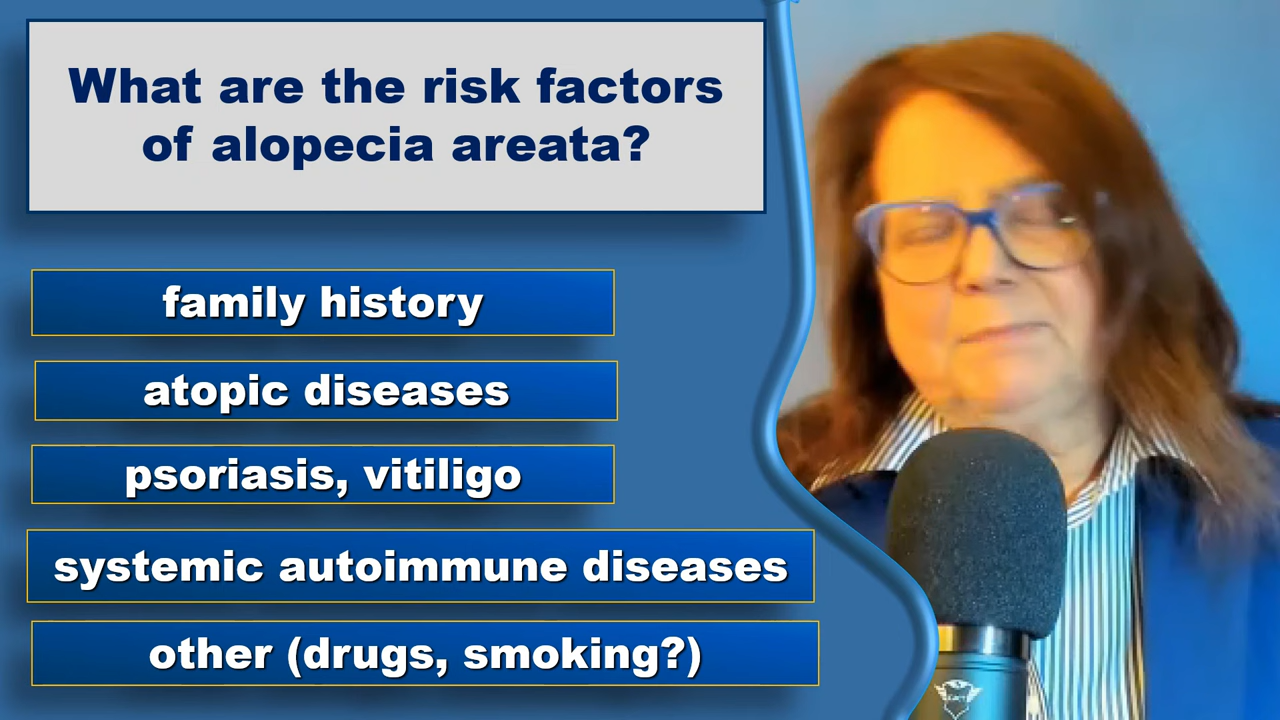 What are the risk factors
of alopecia areata?
family history
atopic diseases
psoriasis, vitiligo
systemic autoimmune diseases
other (drugs, smoking?)